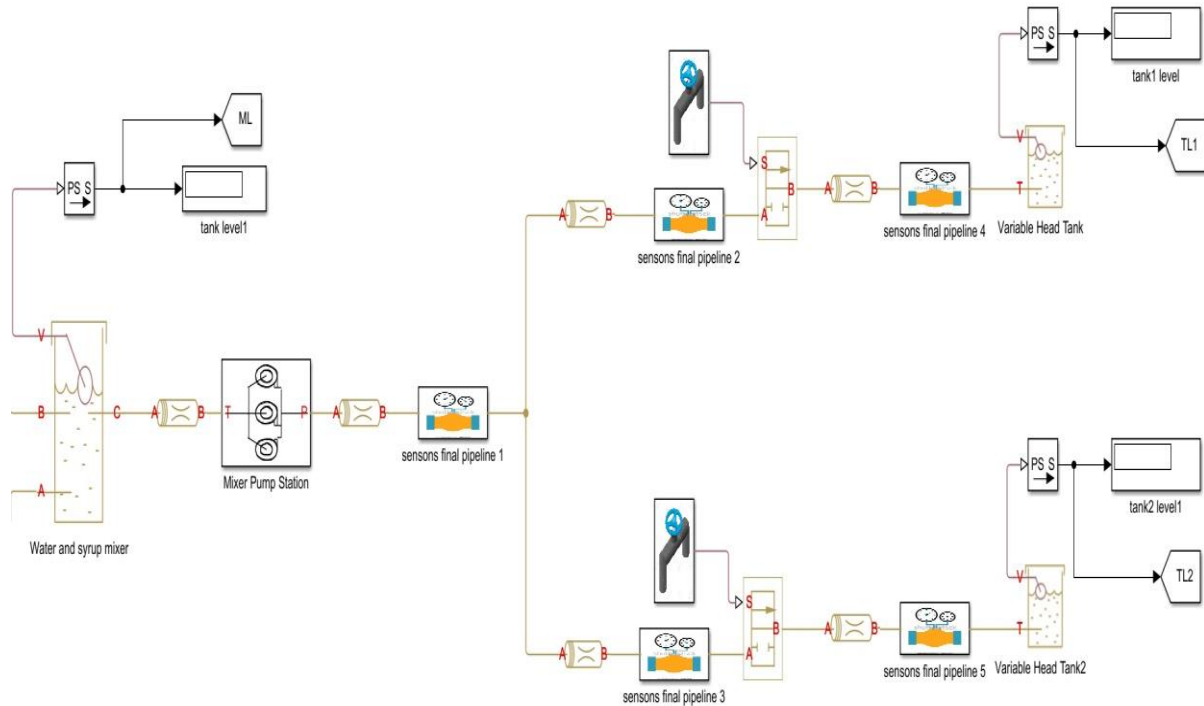 PS S
tank1 level
ML
V
TL1
S
PS S
B
A
B
A
B
T
tank level1
A
sensons final pipeline 4
Variable Head Tank
sensons final pipeline 2
V
B
C
A
B
T
P
A
B
sensons final pipeline 1
A
Mixer Pump Station
Water and syrup mixer
PS S
tank2 level1
V
TL2
S
B
A
B
T
A
B
A
sensons final pipeline 5
Variable Head Tank2
sensons final pipeline 3